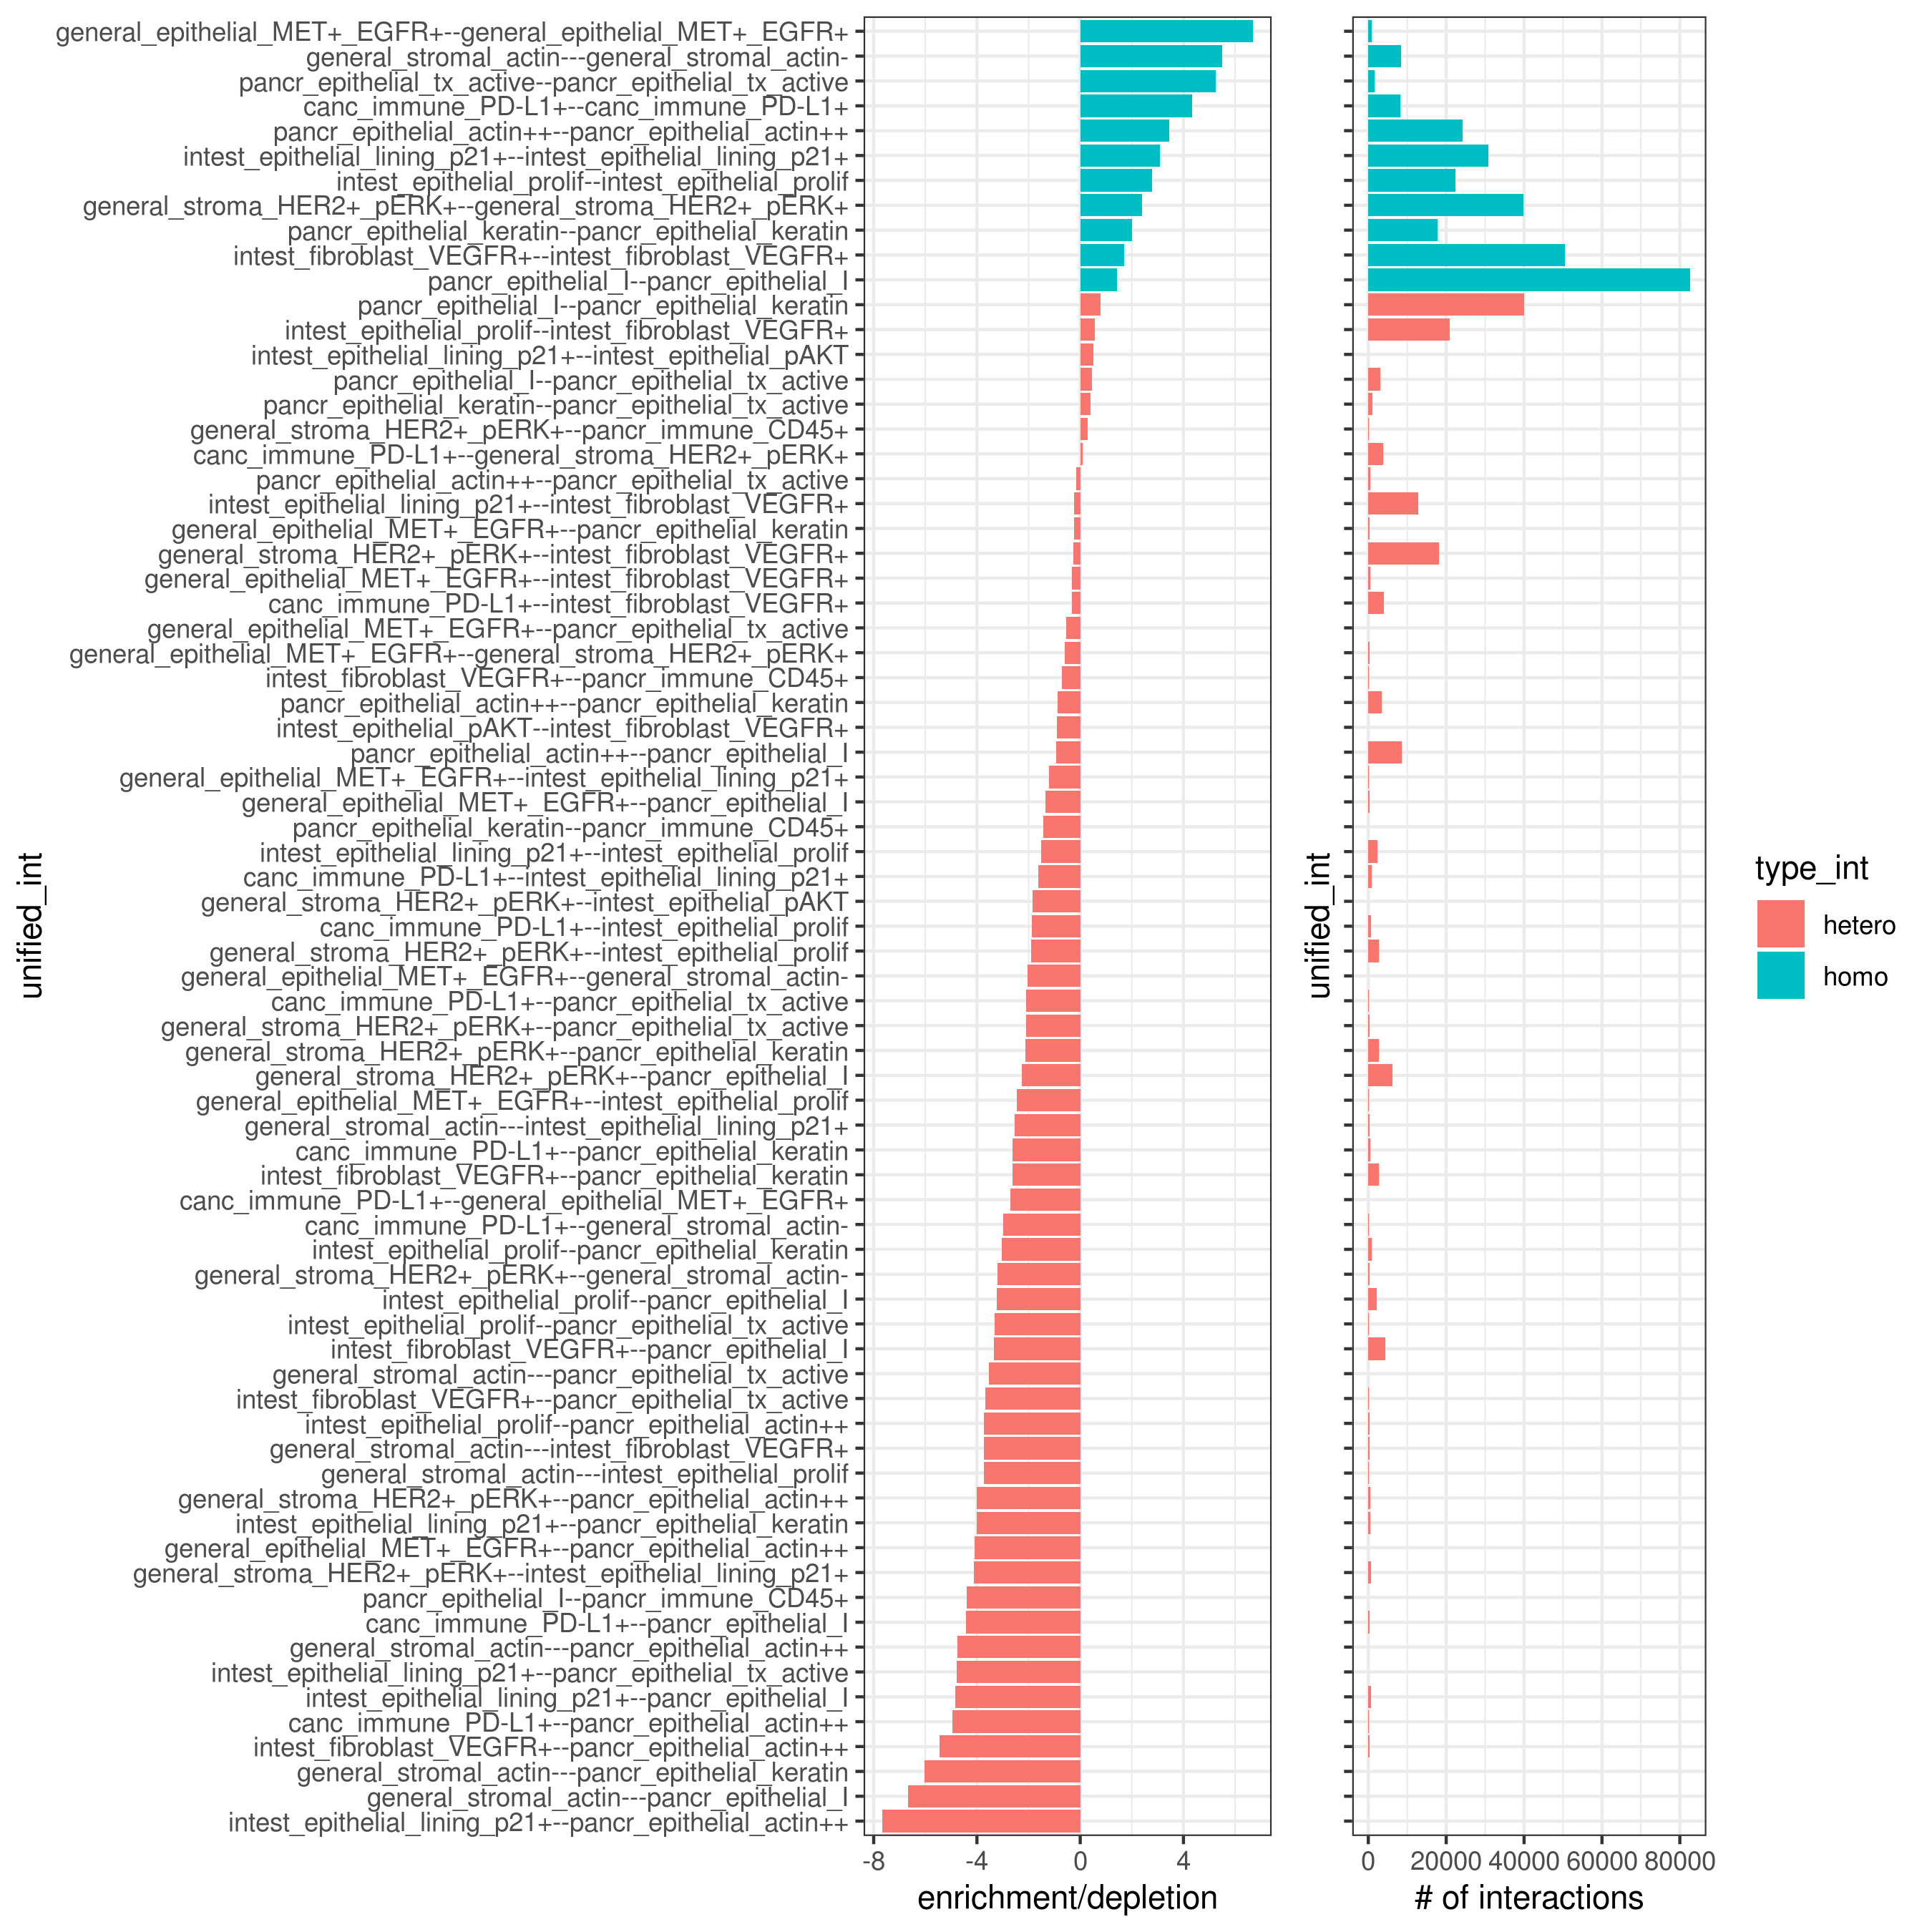 general_epithelial_MET+_EGFR+--general_epithelial_MET+_EGFR+
general_stromal_actin---general_stromal_actin-
pancr_epithelial_tx_active--pancr_epithelial_tx_active
canc_immune_PD-L1+--canc_immune_PD-L1+
pancr_epithelial_actin++--pancr_epithelial_actin++
intest_epithelial_lining_p21+--intest_epithelial_lining_p21+
intest_epithelial_prolif--intest_epithelial_prolif
general_stroma_HER2+_pERK+--general_stroma_HER2+_pERK+
pancr_epithelial_keratin--pancr_epithelial_keratin
intest_fibroblast_VEGFR+--intest_fibroblast_VEGFR+
pancr_epithelial_I--pancr_epithelial_I
pancr_epithelial_I--pancr_epithelial_keratin
intest_epithelial_prolif--intest_fibroblast_VEGFR+
intest_epithelial_lining_p21+--intest_epithelial_pAKT
pancr_epithelial_I--pancr_epithelial_tx_active
pancr_epithelial_keratin--pancr_epithelial_tx_active
general_stroma_HER2+_pERK+--pancr_immune_CD45+
canc_immune_PD-L1+--general_stroma_HER2+_pERK+
pancr_epithelial_actin++--pancr_epithelial_tx_active
intest_epithelial_lining_p21+--intest_fibroblast_VEGFR+
general_epithelial_MET+_EGFR+--pancr_epithelial_keratin
general_stroma_HER2+_pERK+--intest_fibroblast_VEGFR+
general_epithelial_MET+_EGFR+--intest_fibroblast_VEGFR+
canc_immune_PD-L1+--intest_fibroblast_VEGFR+
general_epithelial_MET+_EGFR+--pancr_epithelial_tx_active
general_epithelial_MET+_EGFR+--general_stroma_HER2+_pERK+
intest_fibroblast_VEGFR+--pancr_immune_CD45+
pancr_epithelial_actin++--pancr_epithelial_keratin
intest_epithelial_pAKT--intest_fibroblast_VEGFR+
pancr_epithelial_actin++--pancr_epithelial_I
general_epithelial_MET+_EGFR+--intest_epithelial_lining_p21+
general_epithelial_MET+_EGFR+--pancr_epithelial_I
pancr_epithelial_keratin--pancr_immune_CD45+
intest_epithelial_lining_p21+--intest_epithelial_prolif
canc_immune_PD-L1+--intest_epithelial_lining_p21+
general_stroma_HER2+_pERK+--intest_epithelial_pAKT
canc_immune_PD-L1+--intest_epithelial_prolif
general_stroma_HER2+_pERK+--intest_epithelial_prolif
general_epithelial_MET+_EGFR+--general_stromal_actin-
canc_immune_PD-L1+--pancr_epithelial_tx_active
general_stroma_HER2+_pERK+--pancr_epithelial_tx_active
general_stroma_HER2+_pERK+--pancr_epithelial_keratin
general_stroma_HER2+_pERK+--pancr_epithelial_I
general_epithelial_MET+_EGFR+--intest_epithelial_prolif
general_stromal_actin---intest_epithelial_lining_p21+
canc_immune_PD-L1+--pancr_epithelial_keratin
intest_fibroblast_VEGFR+--pancr_epithelial_keratin
canc_immune_PD-L1+--general_epithelial_MET+_EGFR+
canc_immune_PD-L1+--general_stromal_actin-
intest_epithelial_prolif--pancr_epithelial_keratin
general_stroma_HER2+_pERK+--general_stromal_actin-
intest_epithelial_prolif--pancr_epithelial_I
intest_epithelial_prolif--pancr_epithelial_tx_active
intest_fibroblast_VEGFR+--pancr_epithelial_I
general_stromal_actin---pancr_epithelial_tx_active
intest_fibroblast_VEGFR+--pancr_epithelial_tx_active
intest_epithelial_prolif--pancr_epithelial_actin++
general_stromal_actin---intest_fibroblast_VEGFR+
general_stromal_actin---intest_epithelial_prolif
general_stroma_HER2+_pERK+--pancr_epithelial_actin++
intest_epithelial_lining_p21+--pancr_epithelial_keratin
general_epithelial_MET+_EGFR+--pancr_epithelial_actin++
general_stroma_HER2+_pERK+--intest_epithelial_lining_p21+
pancr_epithelial_I--pancr_immune_CD45+
canc_immune_PD-L1+--pancr_epithelial_I
general_stromal_actin---pancr_epithelial_actin++
intest_epithelial_lining_p21+--pancr_epithelial_tx_active
intest_epithelial_lining_p21+--pancr_epithelial_I
canc_immune_PD-L1+--pancr_epithelial_actin++
intest_fibroblast_VEGFR+--pancr_epithelial_actin++
general_stromal_actin---pancr_epithelial_keratin
general_stromal_actin---pancr_epithelial_I
intest_epithelial_lining_p21+--pancr_epithelial_actin++
unified_int
-8 -4 0 4
enrichment/depletion
unified_int
0 20000 40000 60000 80000
# of interactions
type_int
hetero
homo